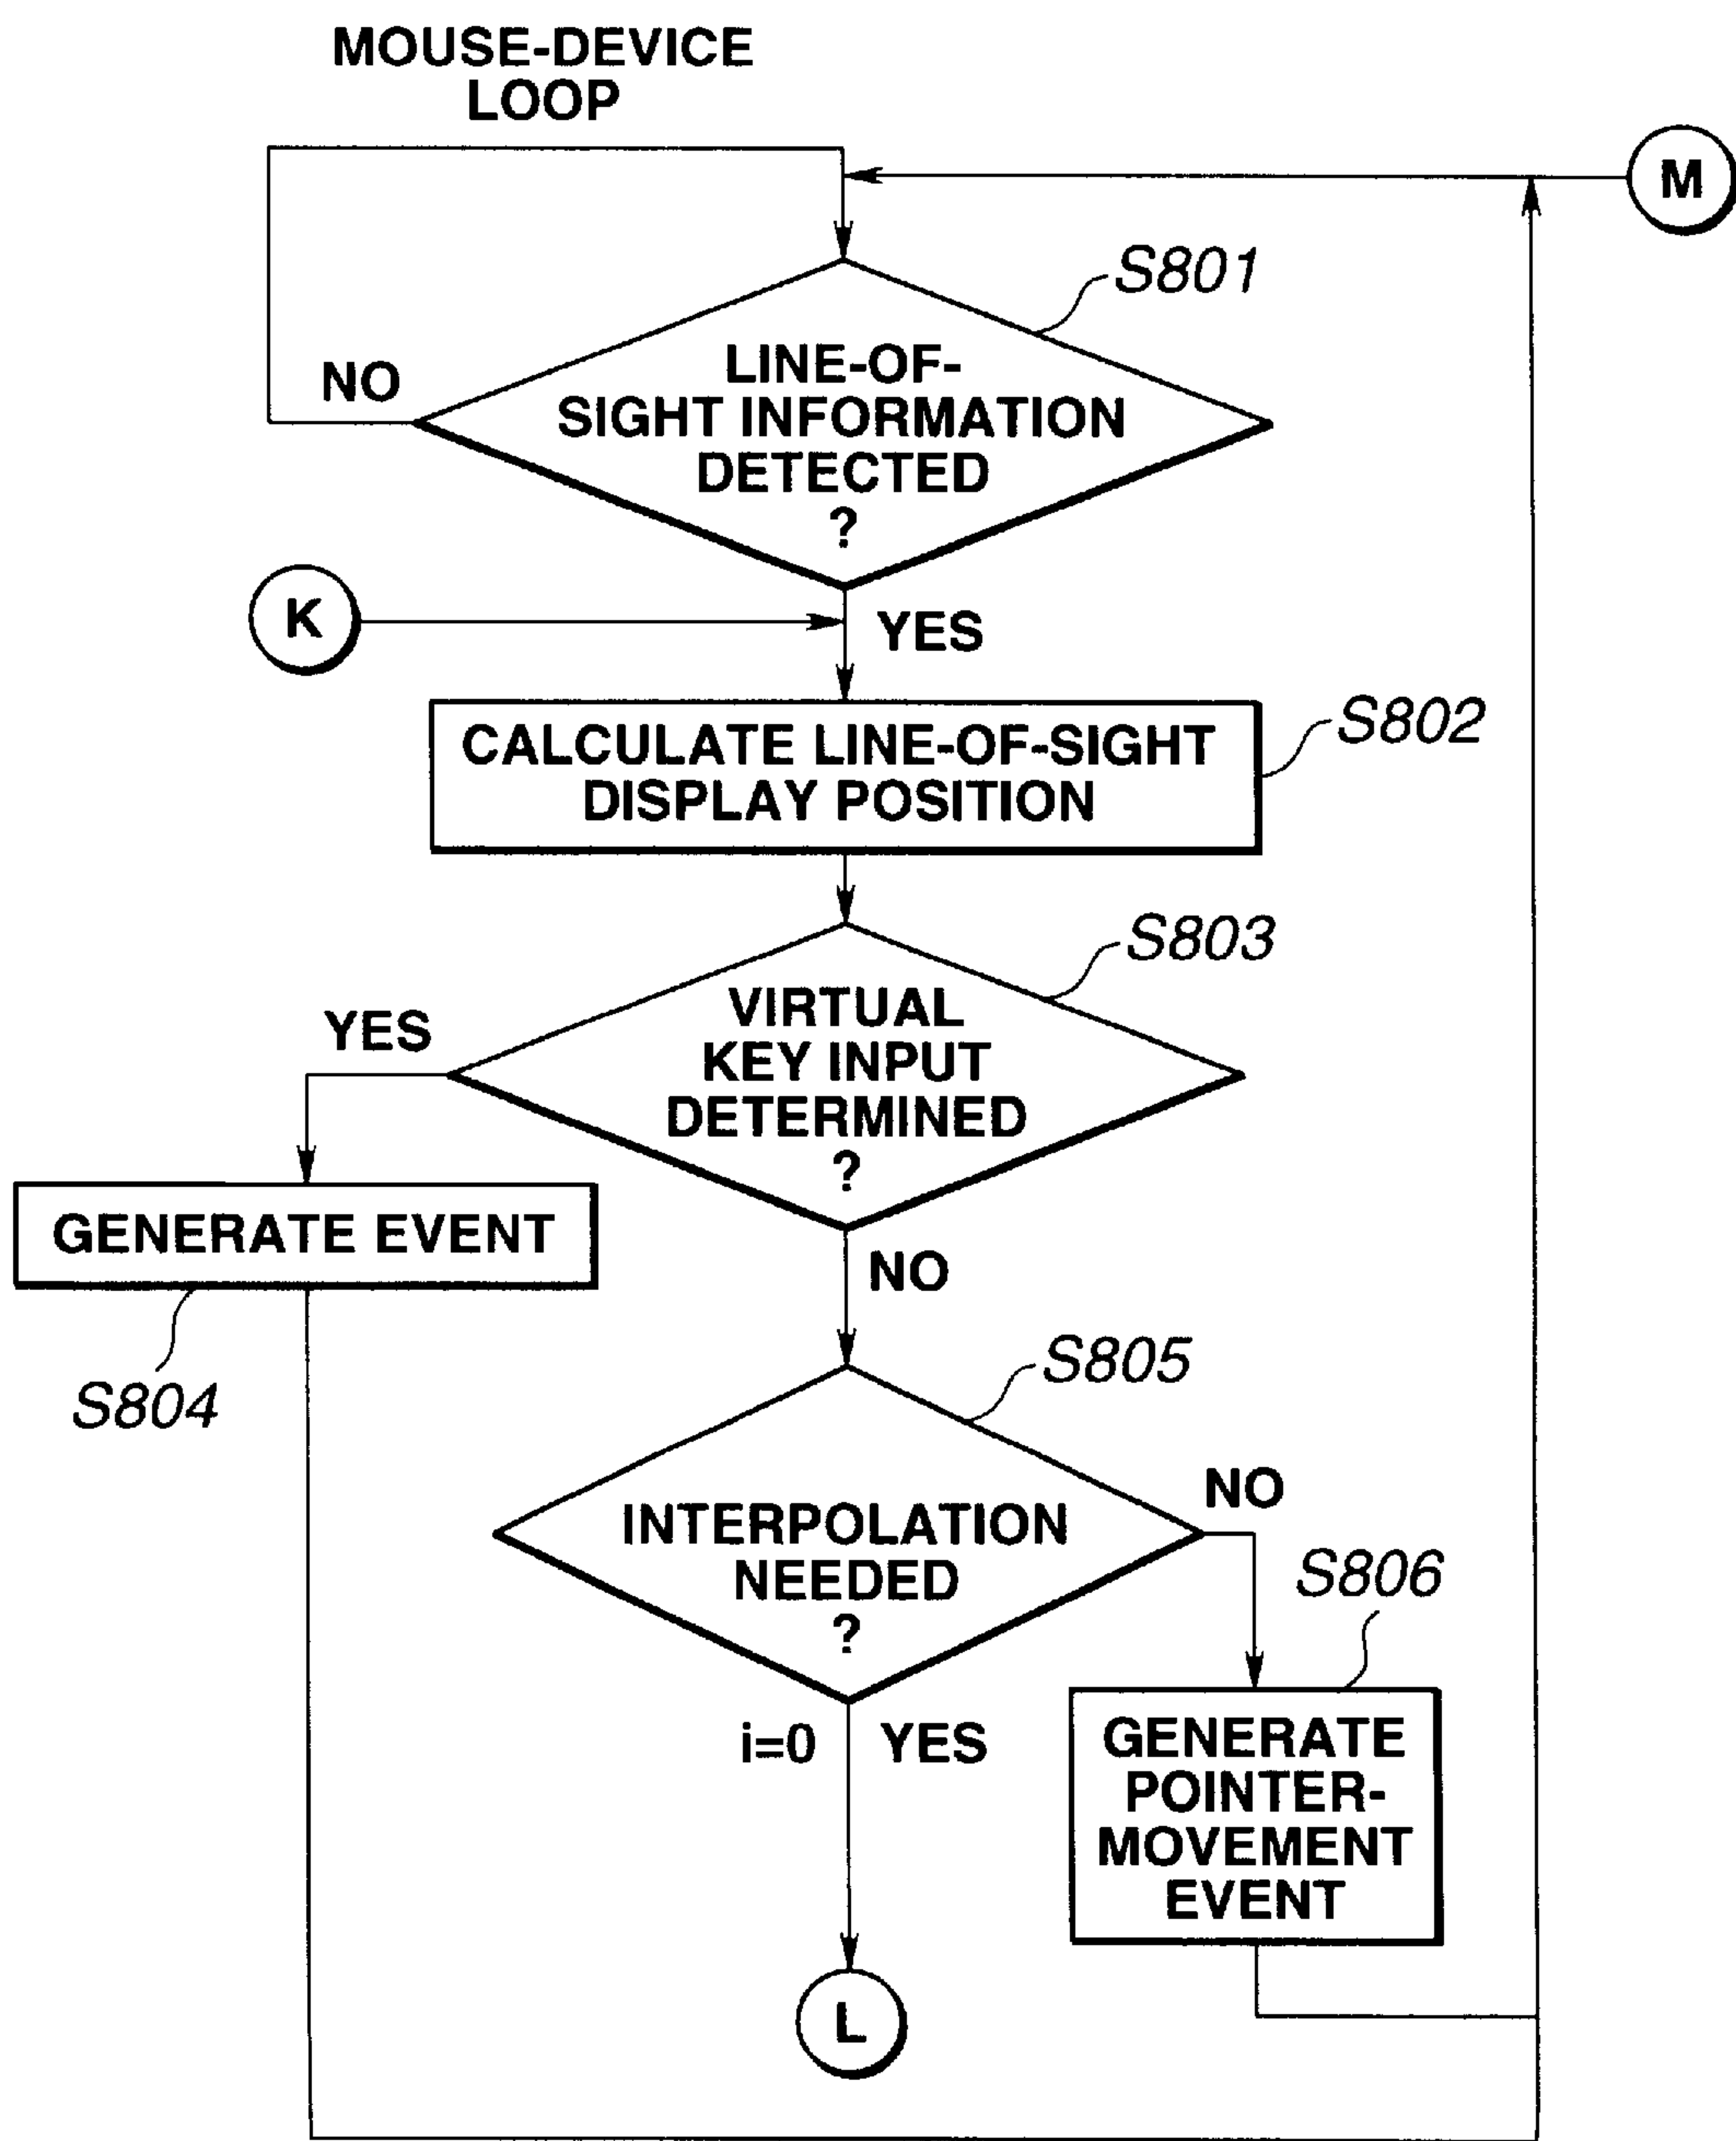 MOUSE-DEVICE
LOOP
M
S801
NO
LINE-OF-
SIGHT INFORMATION
DETECTED
?
K
YES
S802
CALCULATE LINE-OF-SIGHT
DISPLAY POSITION
S803
YES
VIRTUAL
KEY INPUT
DETERMINED
?
GENERATE EVENT
NO
S804
S805
NO
INTERPOLATION
NEEDED
?
S806
i=0
YES
GENERATE
POINTER-
MOVEMENT
EVENT
L